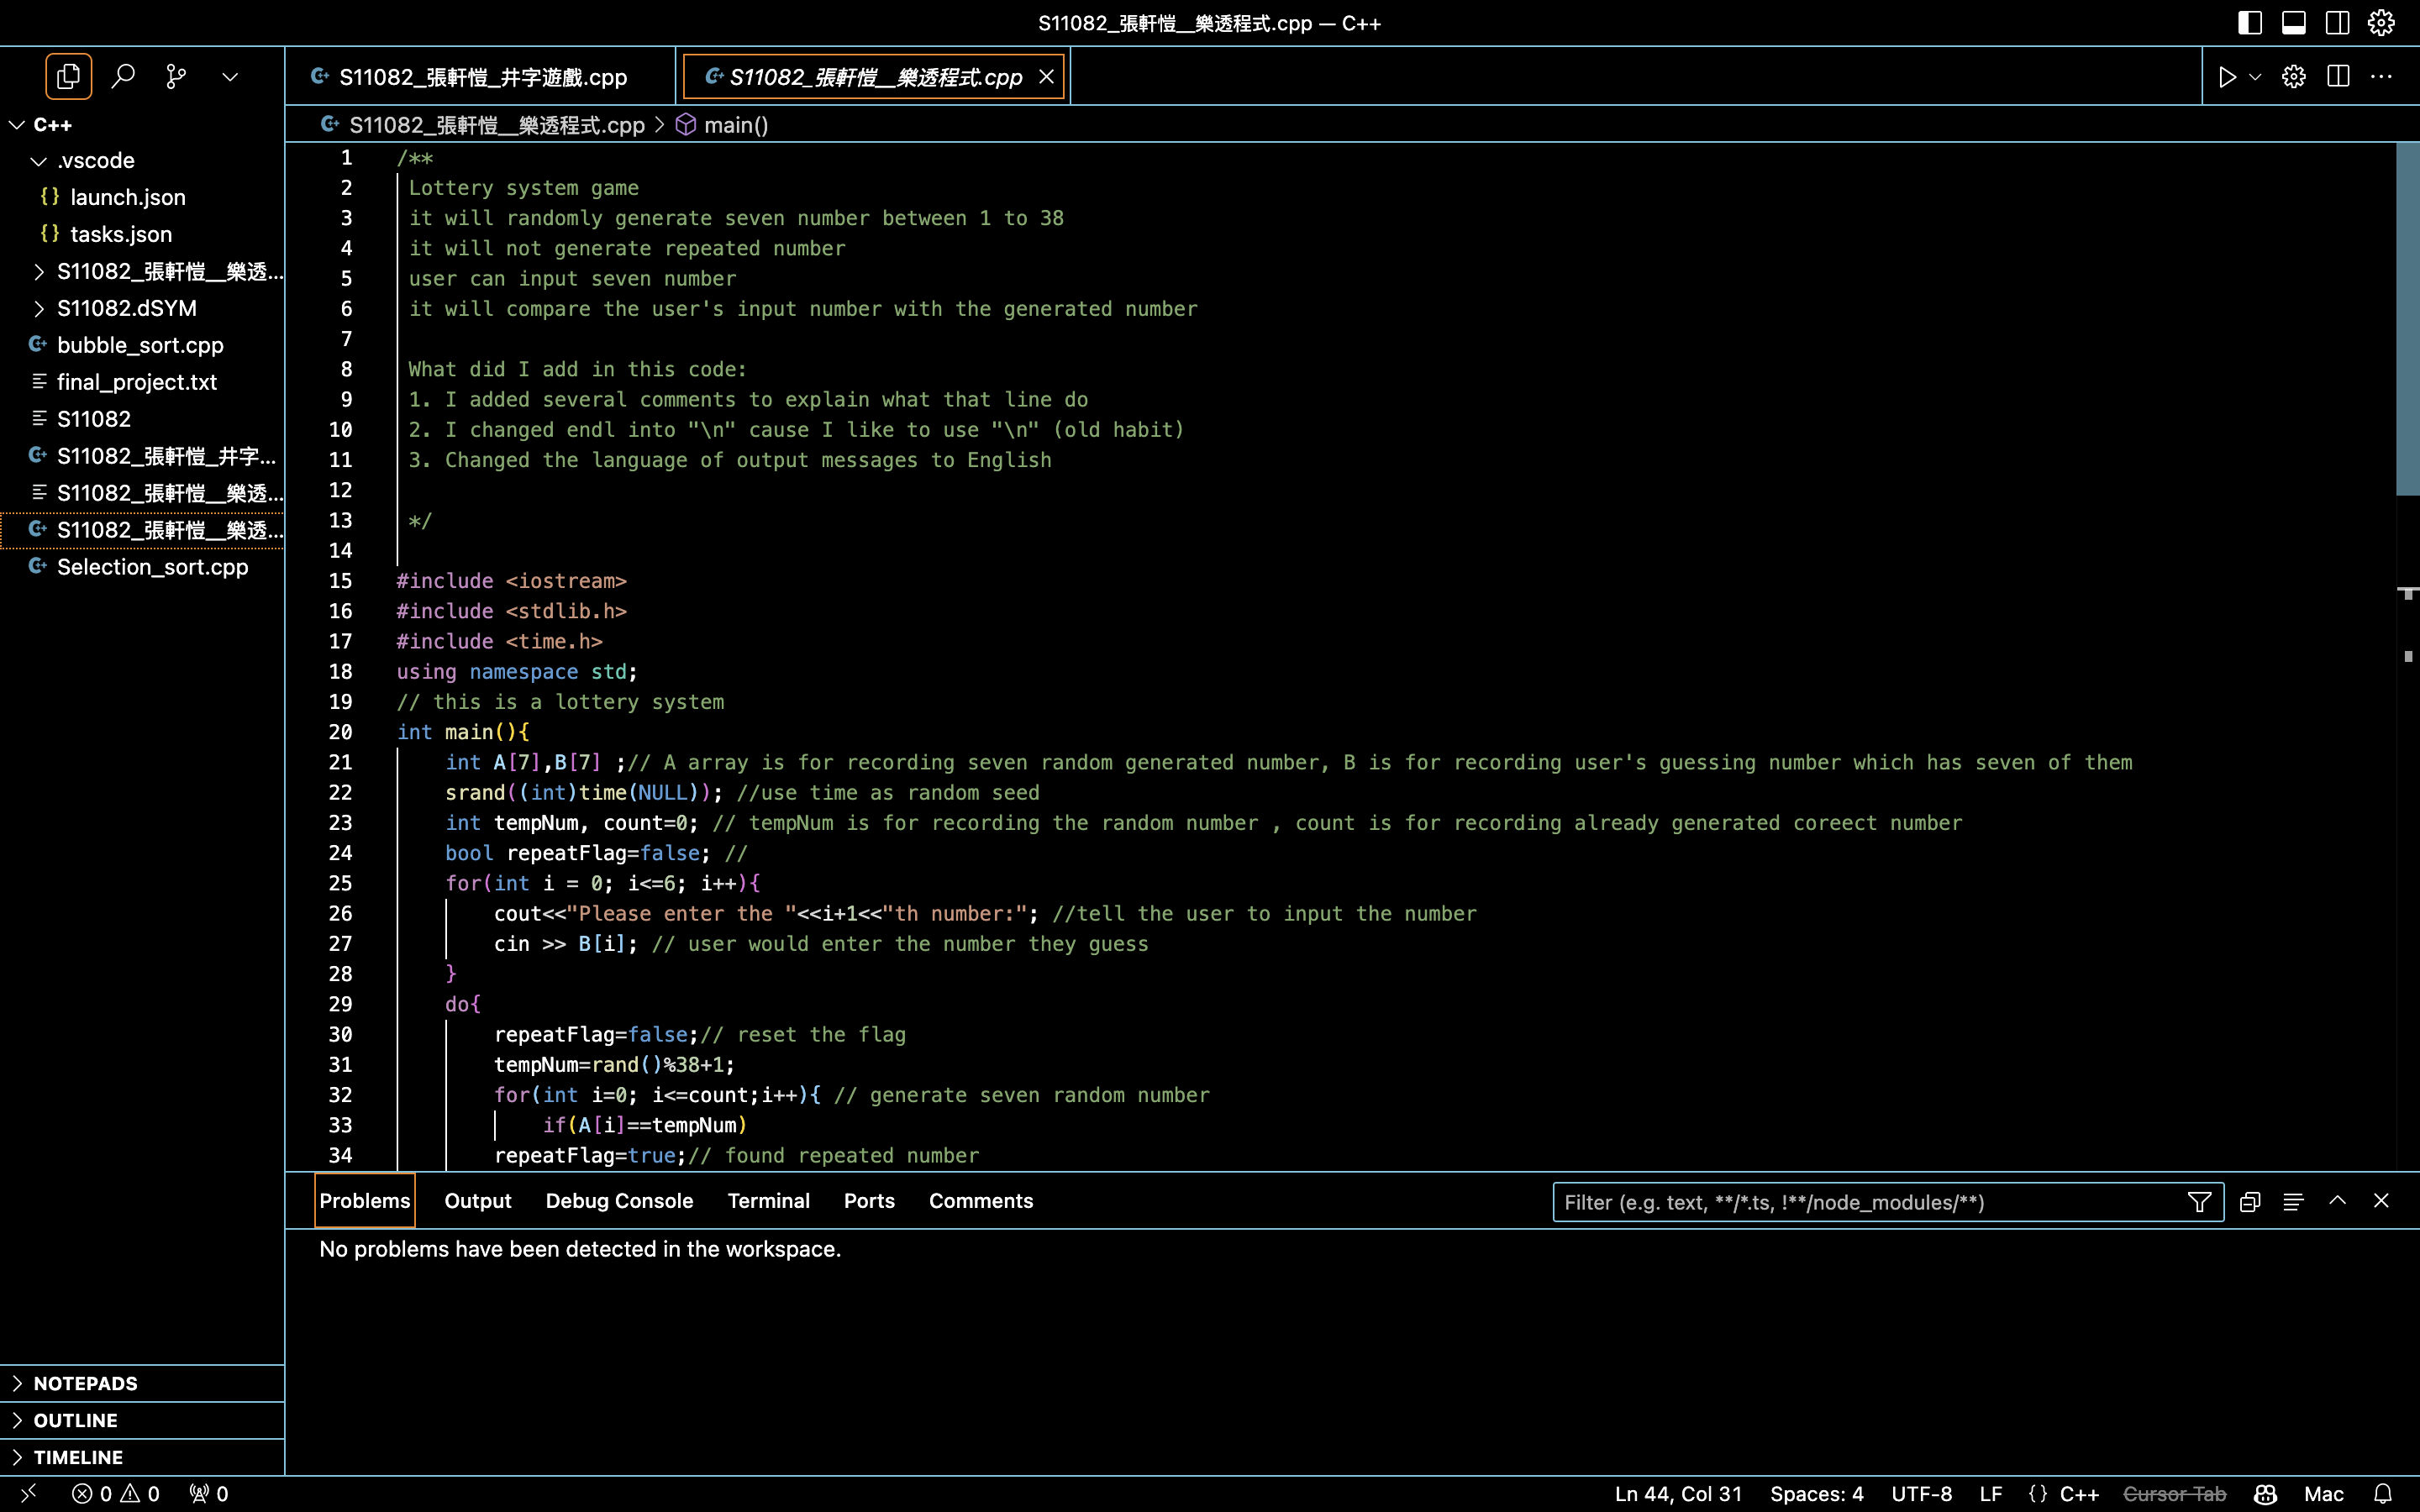 S11082_張軒愷__樂透程式.cpp — C++
S11082_張軒愷_井字遊戲.cpp
S11082_張軒愷__樂透程式.cpp
S11082_張軒愷__樂透程式.cpp > main()
C++
.vscode
{} launch.json
{} tasks.json
S11082_張軒愷__樂透...
S11082.dSYM
bubble_sort.cpp
final_project.txt
S11082
S11082_張軒愷_井字...
S11082_張軒愷__樂透...
S11082_張軒愷__樂透...
Selection_sort.cpp
NOTEPADS
OUTLINE
TIMELINE
1 /**
2 Lottery system game
3 it will randomly generate seven number between 1 to 38
4 it will not generate repeated number
5 user can input seven number
6 it will compare the user's input number with the generated number
7
8 What did I add in this code:
9 1. I added several comments to explain what that line do
10 2. I changed endl into "\n" cause I like to use "\n" (old habit)
11 3. Changed the language of output messages to English
12
13 */
14
15 #include <iostream>
16 #include <stdlib.h>
17 #include <time.h>
18 using namespace std;
19 // this is a lottery system
20 int main(){
21 int A[7],B[7] ;// A array is for recording seven random generated number, B is for recording user's guessing number which has seven of them
22 srand((int)time(NULL)); //use time as random seed
23 int tempNum, count=0; // tempNum is for recording the random number , count is for recording already generated coreect number
24 bool repeatFlag=false; //
25 for(int i = 0; i<=6; i++){
26 cout<<"Please enter the "<<i+1<<"th number:"; //tell the user to input the number
27 cin >> B[i]; // user would enter the number they guess
28 }
29 do{
30 repeatFlag=false;// reset the flag
31 tempNum=rand()%38+1;
32 for(int i=0; i<=count;i++){ // generate seven random number
33 if(A[i]==tempNum)
34 repeatFlag=true;// found repeated number
Problems Output Debug Console Terminal Ports Comments
Filter (e.g. text, **/*.ts, !**/node_modules/**)
No problems have been detected in the workspace.
0 0 0
Ln 44, Col 31 Spaces: 4 UTF-8 LF {} C++ Cursor Tab Mac